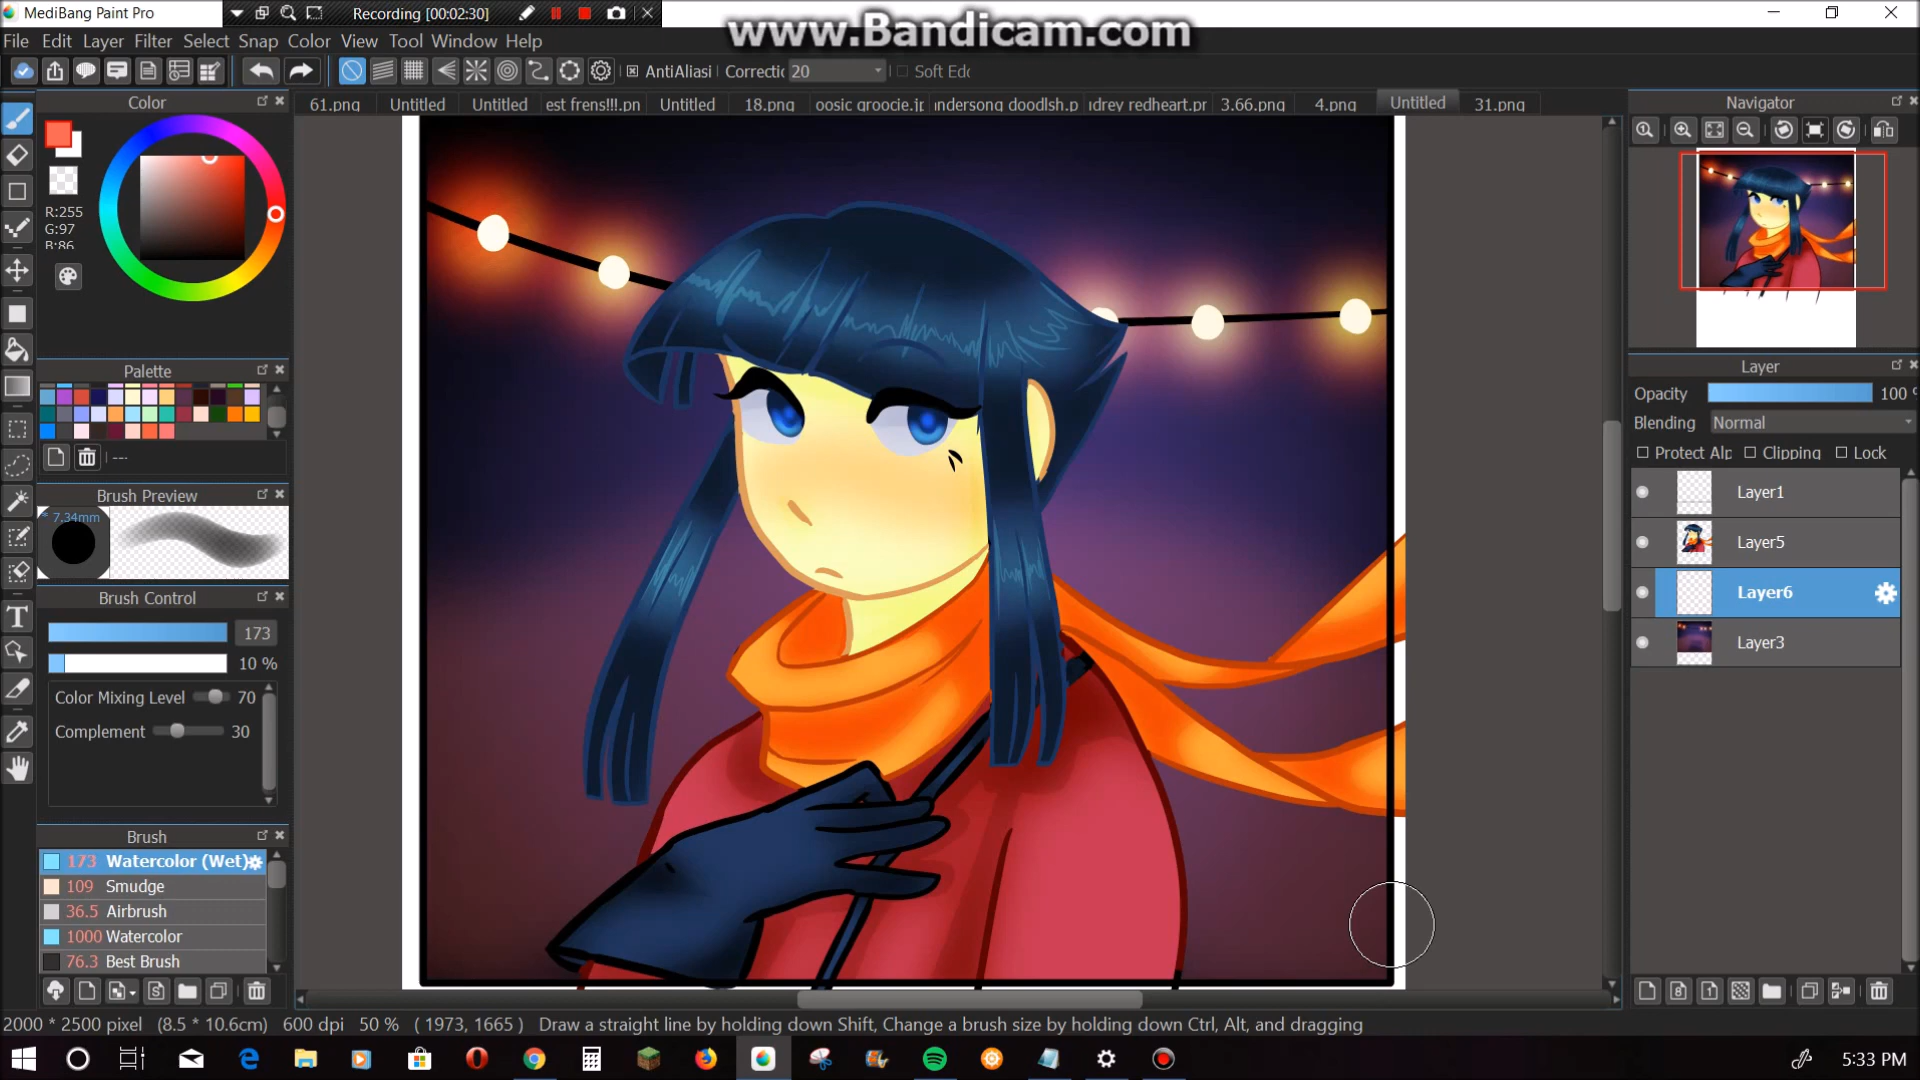 MediBang Paint Pro
Recording [00:02:30]
www.Bandicam.com
File Edit Layer Filter Select Snap Color View Tool Window Help
AntiAliasi Correctic 20 Soft Edc
61.png Untitled Untitled est frens!!!.pn Untitled 18.png oosic groocie.jp ındersong doodlsh.p ıdrey redheart.pr 3.66.png 4.png Untitled 31.png
Color
R:255
G:97
B:86
Palette
---
Brush Preview
* 7.34mm
Brush Control
173
10 %
Color Mixing Level 70
Complement 30
Brush
173 Watercolor (Wet)
109 Smudge
36.5 Airbrush
1000 Watercolor
76.3 Best Brush
Navigator
Layer
Opacity 100 %
Blending Normal
Protect Alp Clipping Lock
Layer1
Layer5
Layer6
Layer3
2000 * 2500 pixel (8.5 * 10.6cm) 600 dpi 50 % ( 1973, 1665 ) Draw a straight line by holding down Shift, Change a brush size by holding down Ctrl, Alt, and dragging
5:33 PM